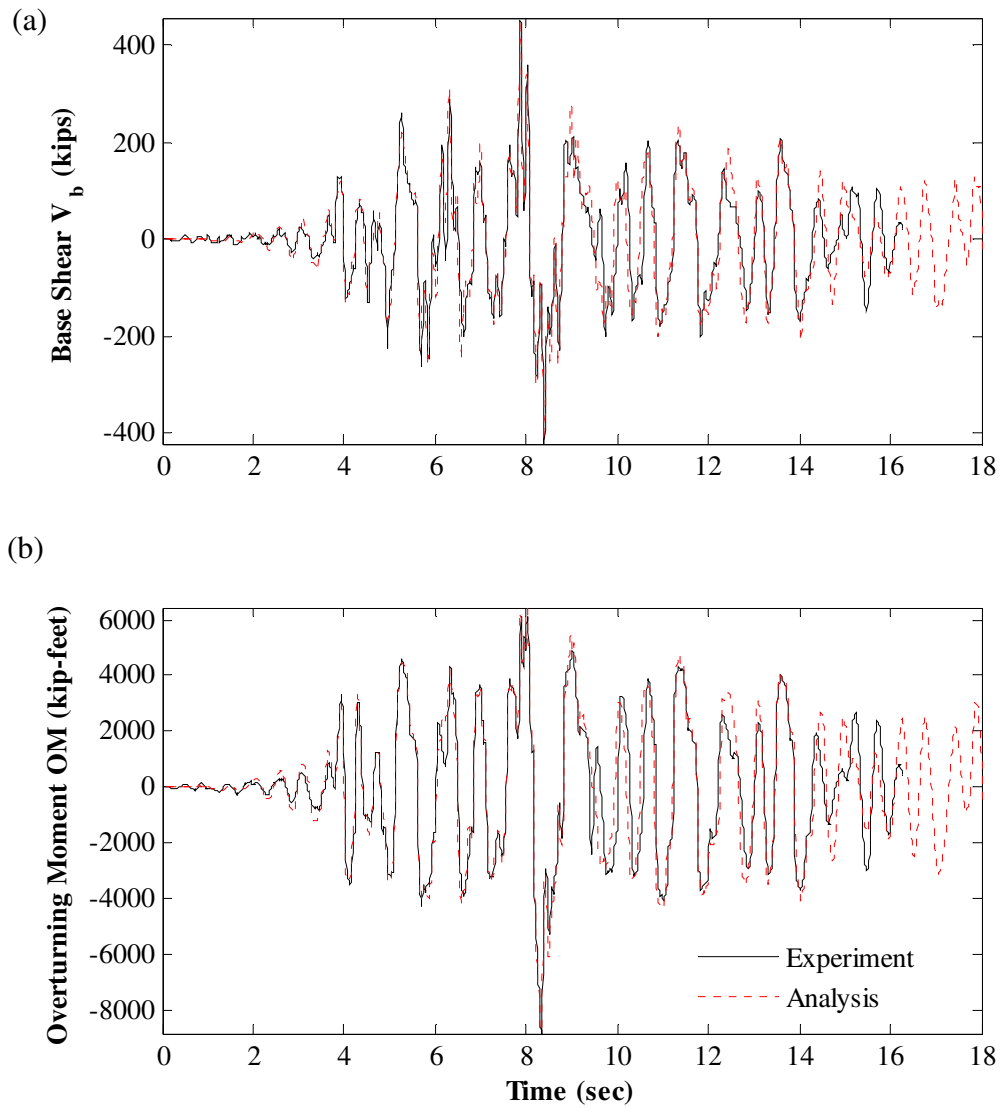 (a)
Base Shear V_b (kips)
400
200
0
-200
-400
0 2 4 6 8 10 12 14 16 18
(b)
Overturning Moment OM (kip-feet)
6000
4000
2000
0
-2000
-4000
-6000
-8000
Experiment
Analysis
0 2 4 6 8 10 12 14 16 18
Time (sec)